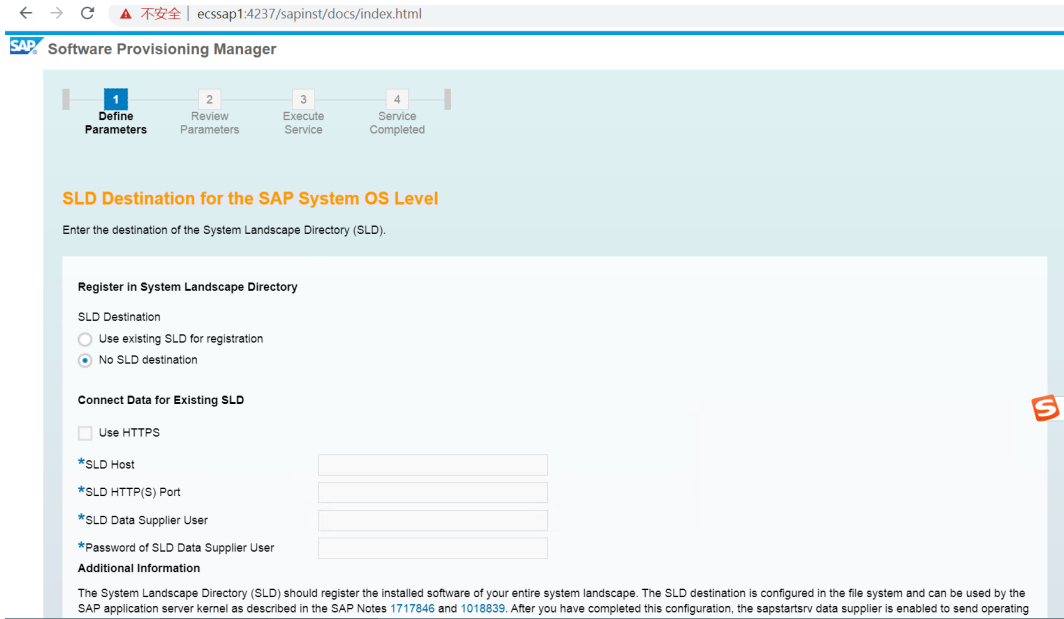 不安全 | ecssap1:4237/sapinst/docs/index.html
SAP Software Provisioning Manager
1 2 3 4
Define Review Execute Service
Parameters Parameters Service Completed
SLD Destination for the SAP System OS Level
Enter the destination of the System Landscape Directory (SLD).
Register in System Landscape Directory
SLD Destination
Use existing SLD for registration
No SLD destination
Connect Data for Existing SLD
Use HTTPS
*SLD Host
*SLD HTTP(S) Port
*SLD Data Supplier User
*Password of SLD Data Supplier User
Additional Information
The System Landscape Directory (SLD) should register the installed software of your entire system landscape. The SLD destination is configured in the file system and can be used by the
SAP application server kernel as described in the SAP Notes 1717846 and 1018839. After you have completed this configuration, the sapstartsrv data supplier is enabled to send operating